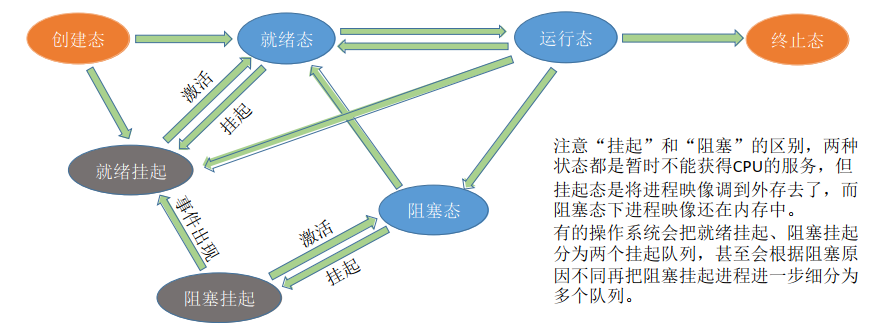 创建态
就绪态
运行态
终止态
激活
挂起
就绪挂起
阻塞态
事件出现
激活
挂起
阻塞挂起
注意“挂起”和“阻塞”的区别，两种
状态都是暂时不能获得CPU的服务，但
挂起态是将进程映像调到外存去了，而
阻塞态下进程映像还在内存中。
有的操作系统会把就绪挂起、阻塞挂起
分为两个挂起队列，甚至会根据阻塞原
因不同再把阻塞挂起进程进一步细分为
多个队列。